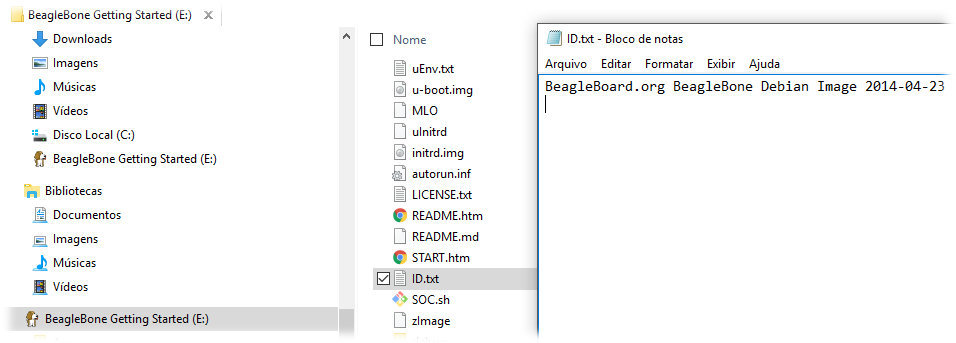 BeagleBone Getting Started (E:)
Downloads
Imagens
Músicas
Vídeos
Disco Local (C:)
BeagleBone Getting Started (E:)
Bibliotecas
Documentos
Imagens
Músicas
Vídeos
BeagleBone Getting Started (E:)
Nome
uEnv.txt
u-boot.img
MLO
uInitrd
initrd.img
autorun.inf
LICENSE.txt
README.htm
README.md
START.htm
ID.txt
SOC.sh
zImage
ID.txt - Bloco de notas
Arquivo Editar Formatar Exibir Ajuda
BeagleBoard.org BeagleBone Debian Image 2014-04-23